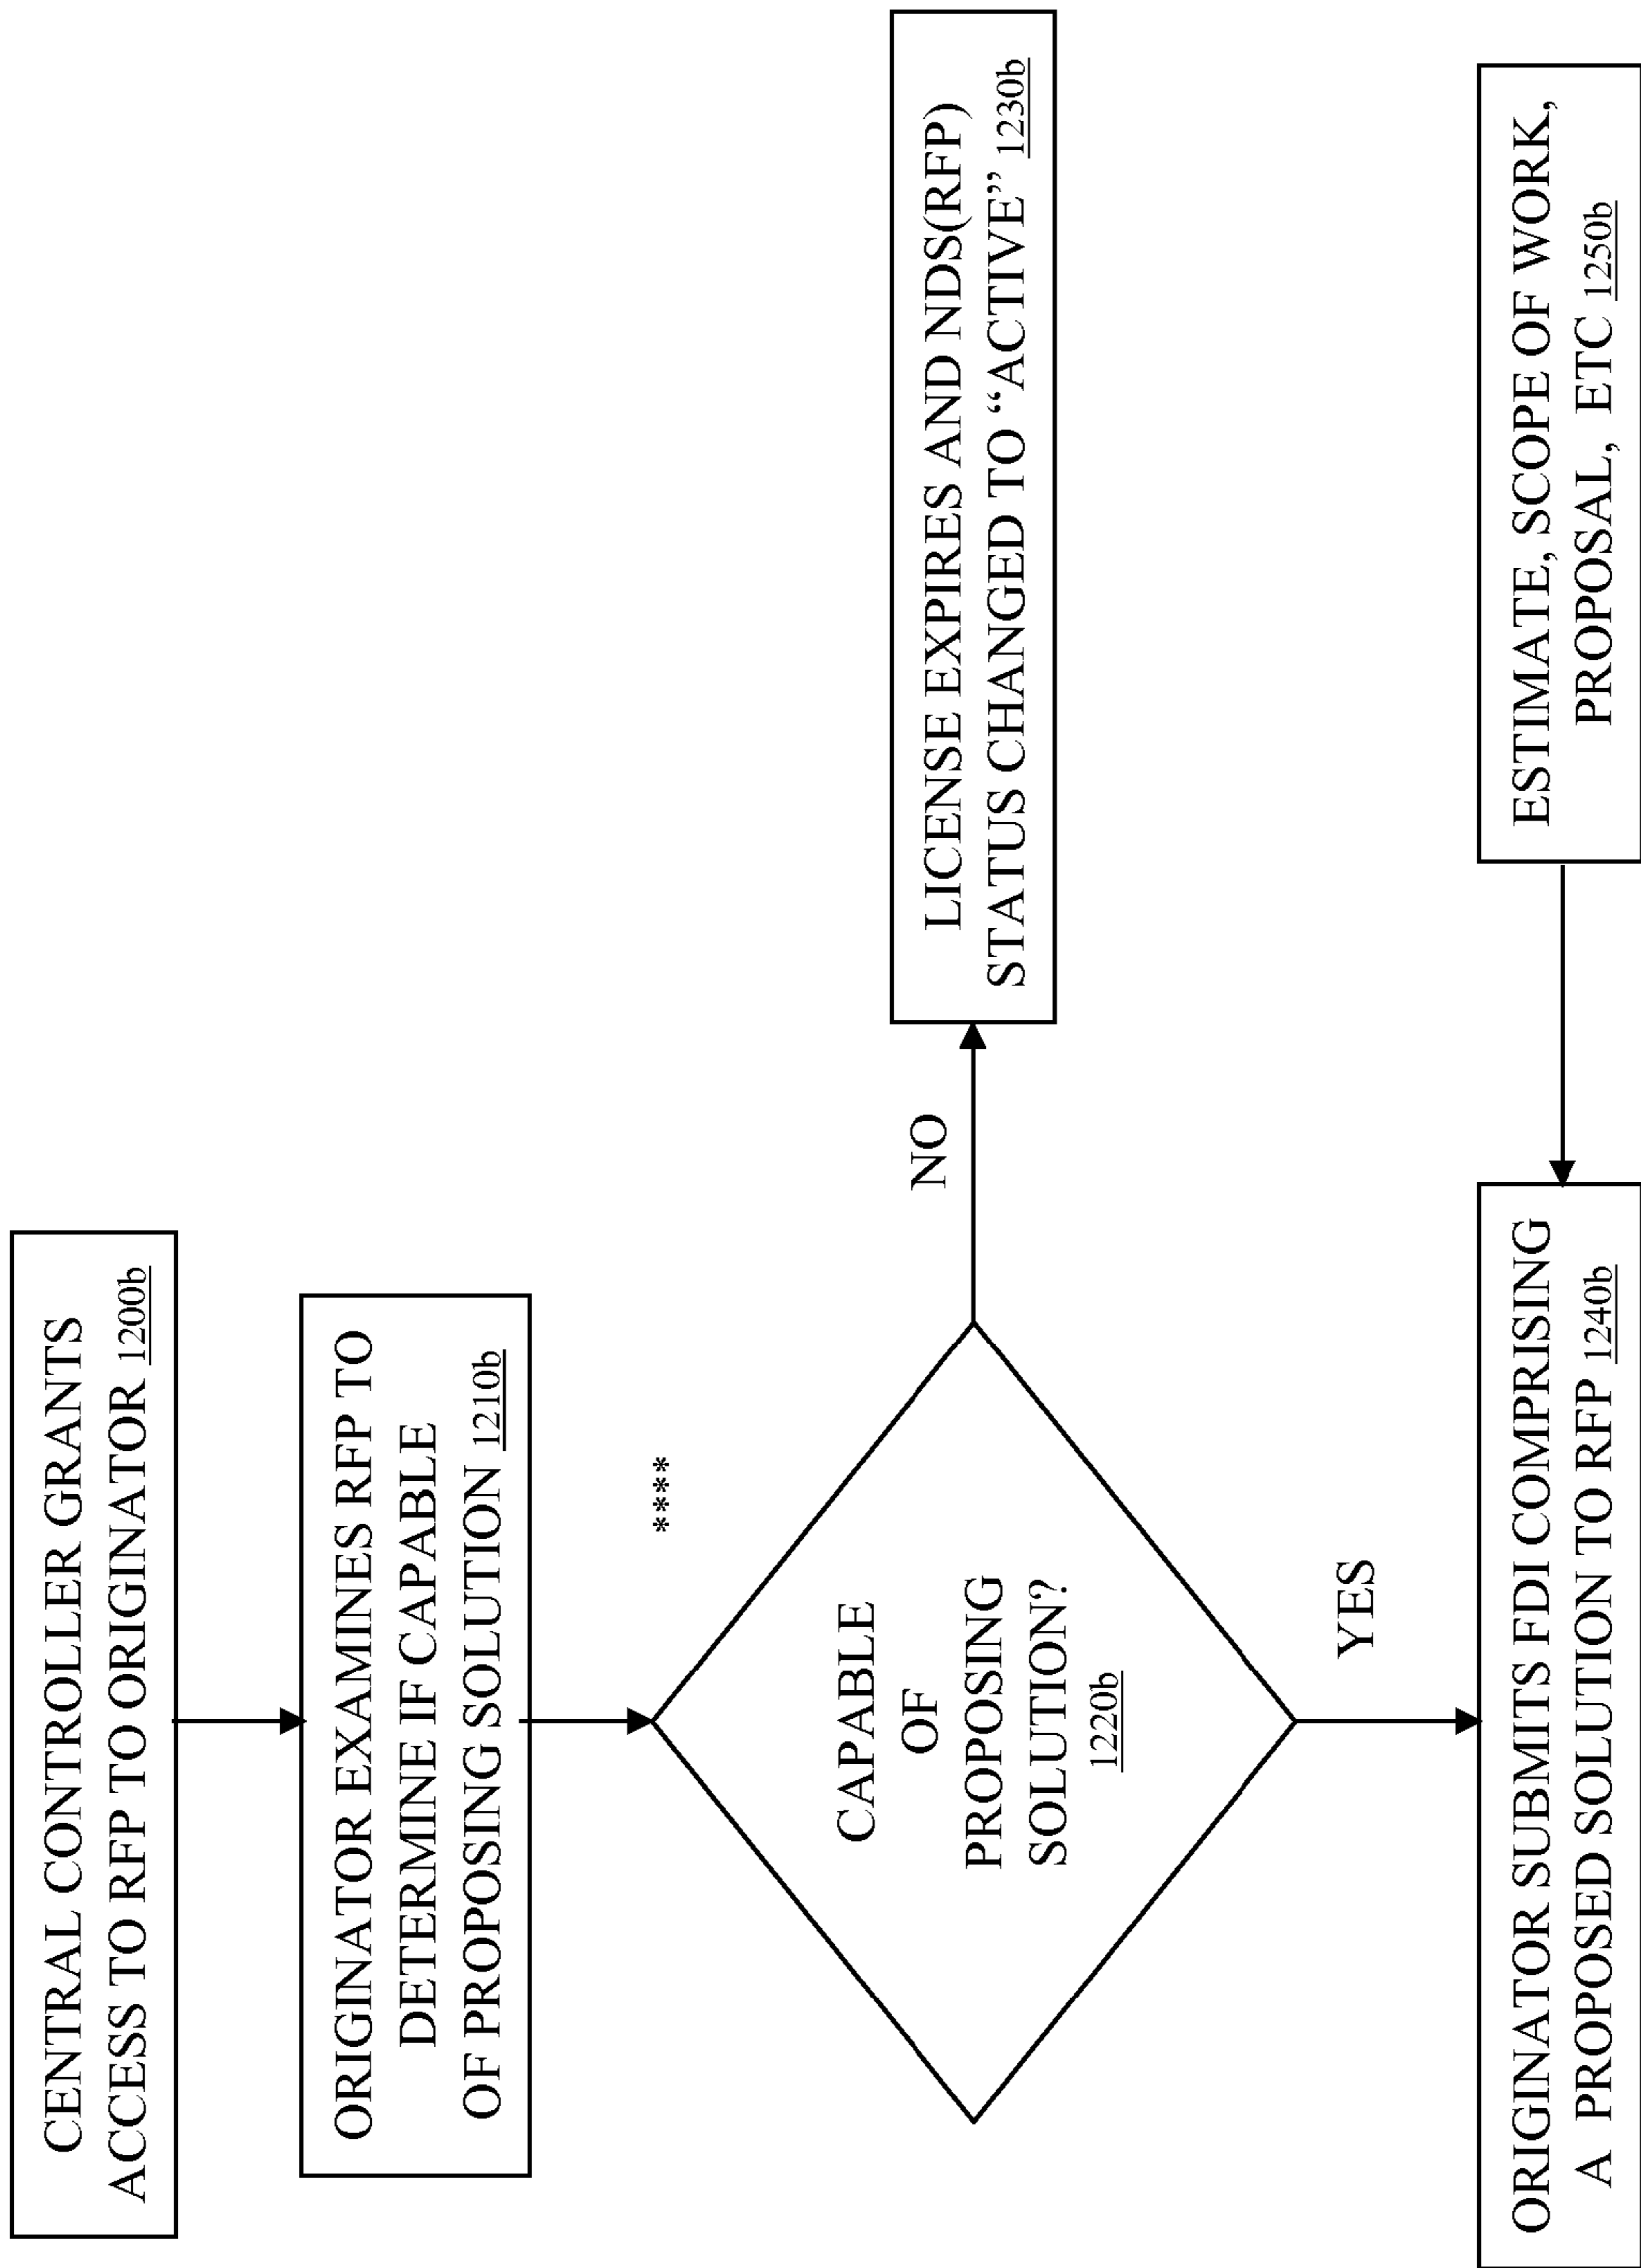 CENTRAL CONTROLLER GRANTS
ACCESS TO RFP TO ORIGINATOR 1200b
ORIGINATOR EXAMINES RFP TO
DETERMINE IF CAPABLE
OF PROPOSING SOLUTION 1210b
****
CAPABLE
OF
PROPOSING
SOLUTION?
1220b
NO
LICENSE EXPIRES AND NDS(RFP)
STATUS CHANGED TO “ACTIVE” 1230b
YES
ORIGINATOR SUBMITS FDI COMPRISING
A PROPOSED SOLUTION TO RFP 1240b
ESTIMATE, SCOPE OF WORK,
PROPOSAL, ETC 1250b